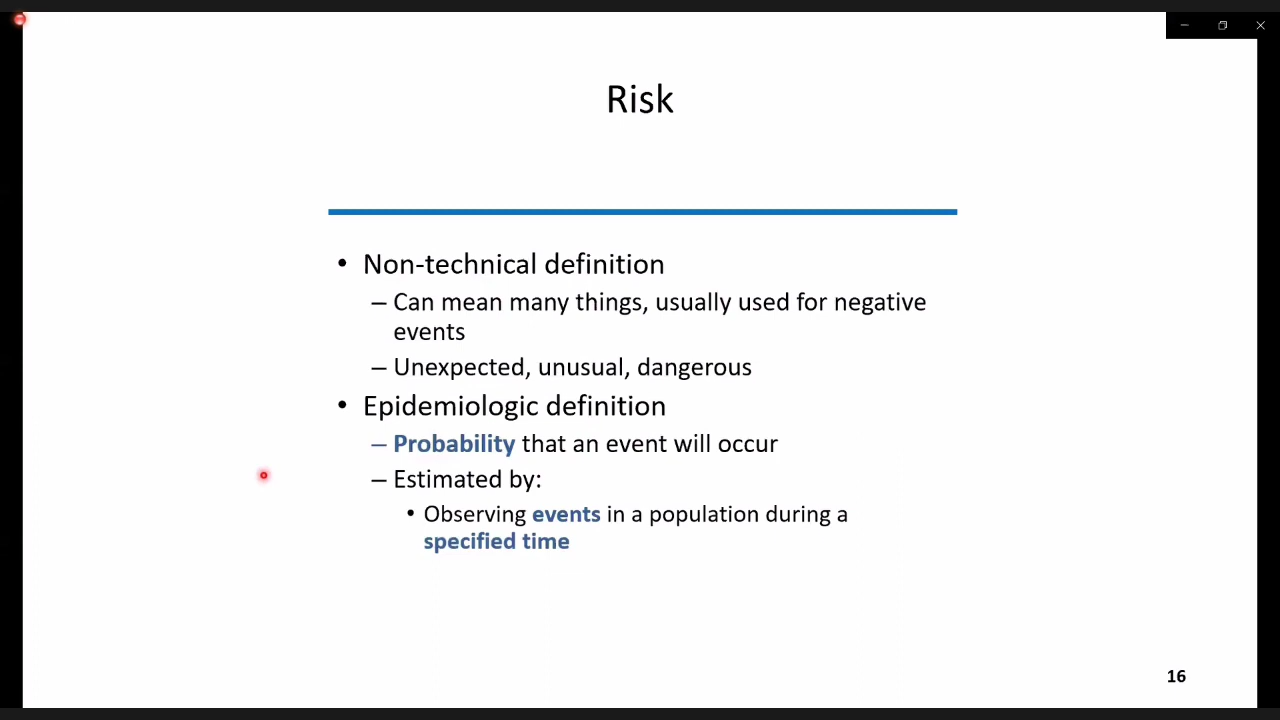 Risk
• Non-technical definition
– Can mean many things, usually used for negative
events
– Unexpected, unusual, dangerous
• Epidemiologic definition
– Probability that an event will occur
– Estimated by:
• Observing events in a population during a
specified time
16